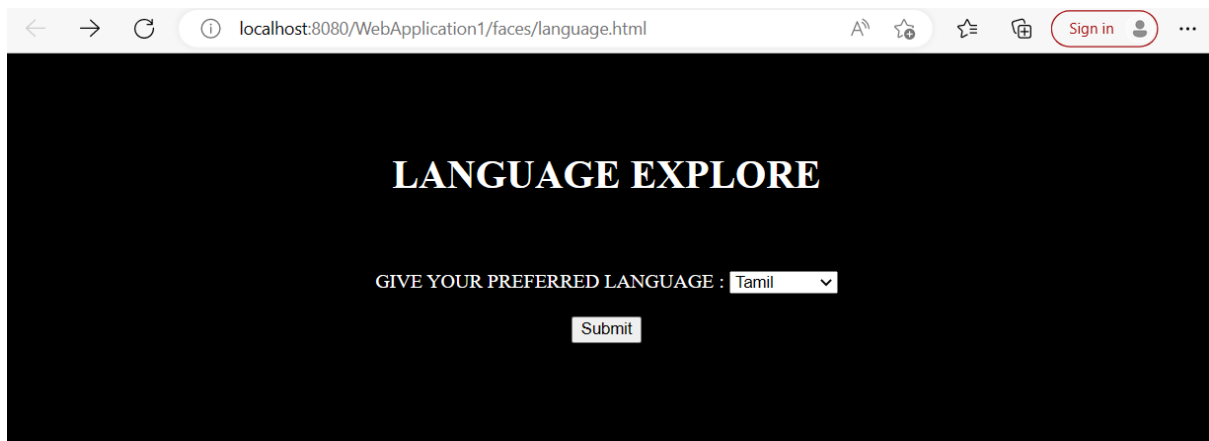 localhost:8080/WebApplication1/faces/language.html
Sign in
LANGUAGE EXPLORE
GIVE YOUR PREFERRED LANGUAGE : Tamil
Submit